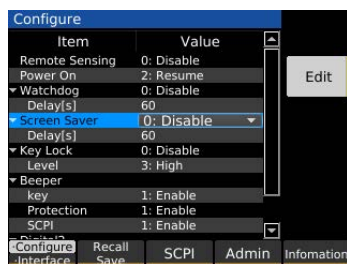 Configure
Item Value
Remote Sensing 0: Disable
Power On 2: Resume
Watchdog 0: Disable
Delay[s] 60
Screen Saver 0: Disable
Delay[s] 60
Key Lock 0: Disable
Level 3: High
Beeper
key 1: Enable
Protection 1: Enable
SCPI 1: Enable
Edit
Configure Recall SCPI Admin Infomation
Interface Save